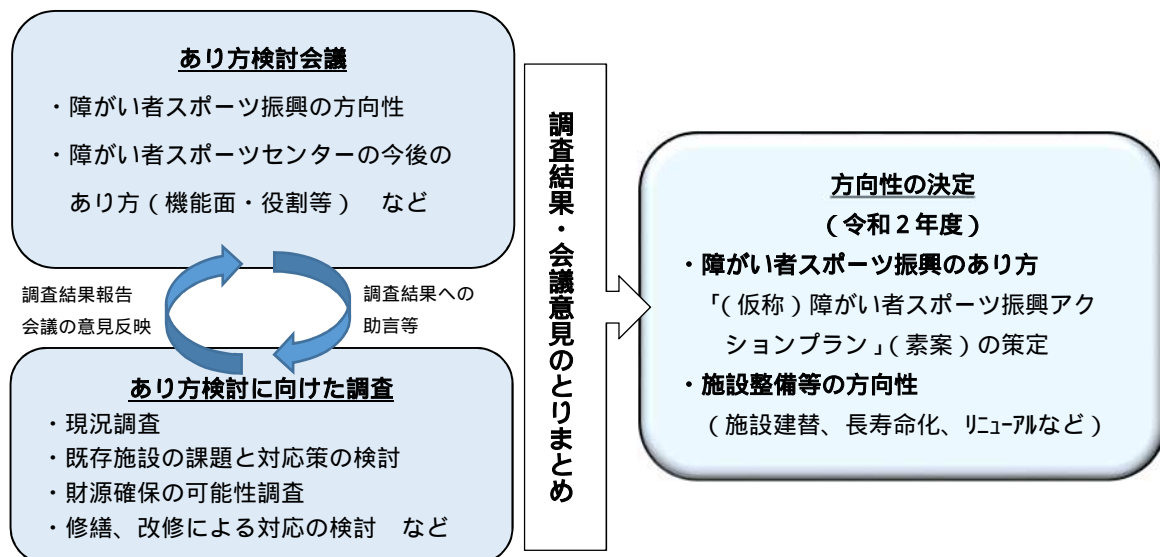 あり方検討会議
・障がい者スポーツ振興の方向性
・障がい者スポーツセンターの今後の
あり方(機能面・役割等) など
調査結果報告
会議の意見反映
調査結果への
助言等
あり方検討に向けた調査
・現況調査
・既存施設の課題と対応策の検討
・財源確保の可能性調査
・修繕、改修による対応の検討 など
調査結果・会議意見のとりまとめ
方向性の決定
(令和2年度)
・障がい者スポーツ振興のあり方
「(仮称)障がい者スポーツ振興アク
ションプラン」(素案)の策定
・施設整備等の方向性
(施設建替、長寿命化、リニューアルなど)